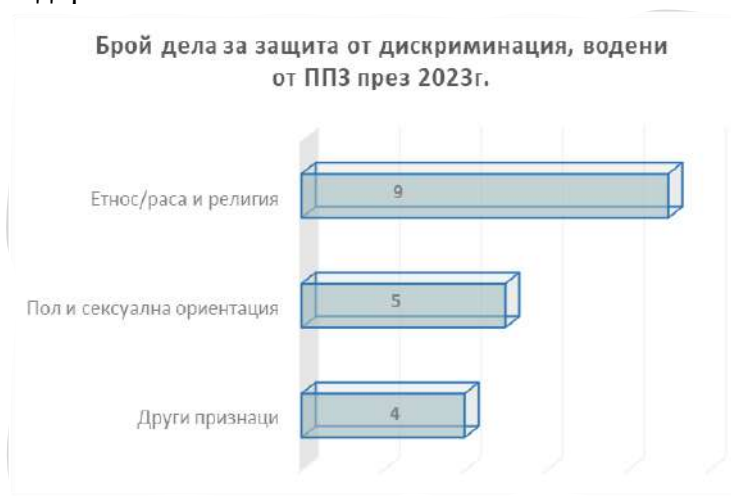 Брой дела за защита от дискриминация, водени
от ППЗ през 2023г.
Етнос/раса и религия
9
Пол и сексуална ориентация
5
Други признаци
4